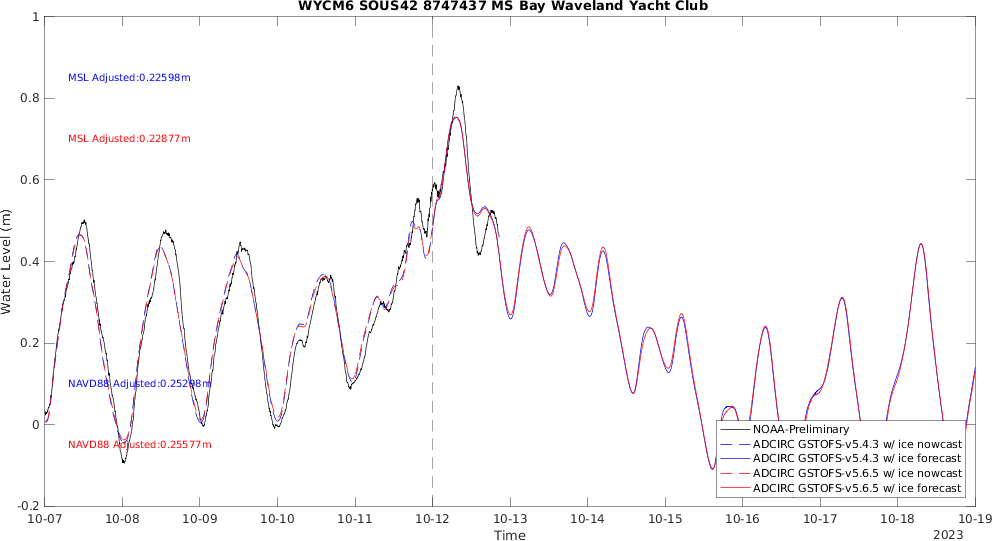 WYCM6 SOUS42 8747437 MS Bay Waveland Yacht Club
1
0.8
0.6
0.4
0.2
0
-0.2
Water Level (m)
MSL Adjusted:0.22598m
MSL Adjusted:0.22877m
NAVD88 Adjusted:0.25298m
NAVD88 Adjusted:0.25577m
NOAA-Preliminary
ADCIRC GSTOFS-v5.4.3 w/ ice nowcast
ADCIRC GSTOFS-v5.4.3 w/ ice forecast
ADCIRC GSTOFS-v5.6.5 w/ ice nowcast
ADCIRC GSTOFS-v5.6.5 w/ ice forecast
10-07 10-08 10-09 10-10 10-11 10-12 10-13 10-14 10-15 10-16 10-17 10-18 10-19
Time
2023